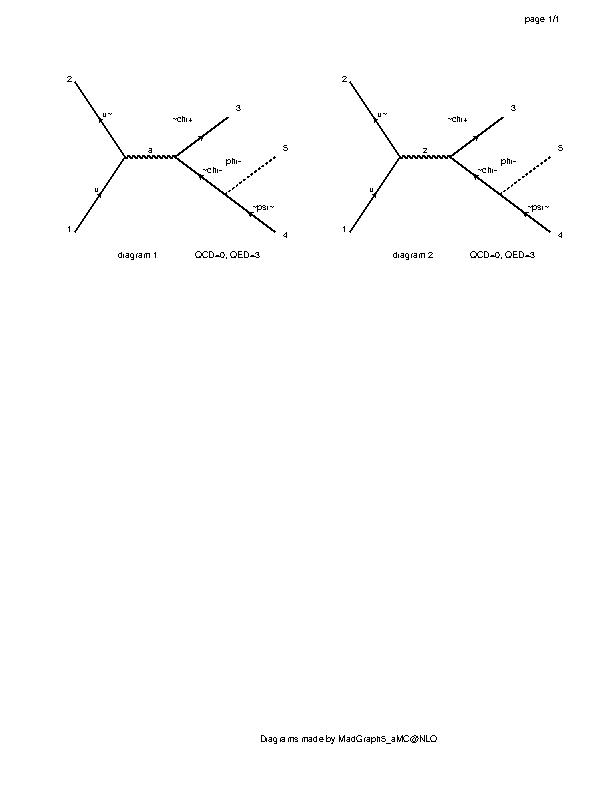 page 1/1
2 3 5 4 1 u~ u a ~chi+ ~chi- phi- ~psi~
diagram 1 QCD=0, QED=3
2 3 5 4 1 u~ u z ~chi+ ~chi- phi- ~psi~
diagram 2 QCD=0, QED=3
Diagrams made by MadGraph5_aMC@NLO